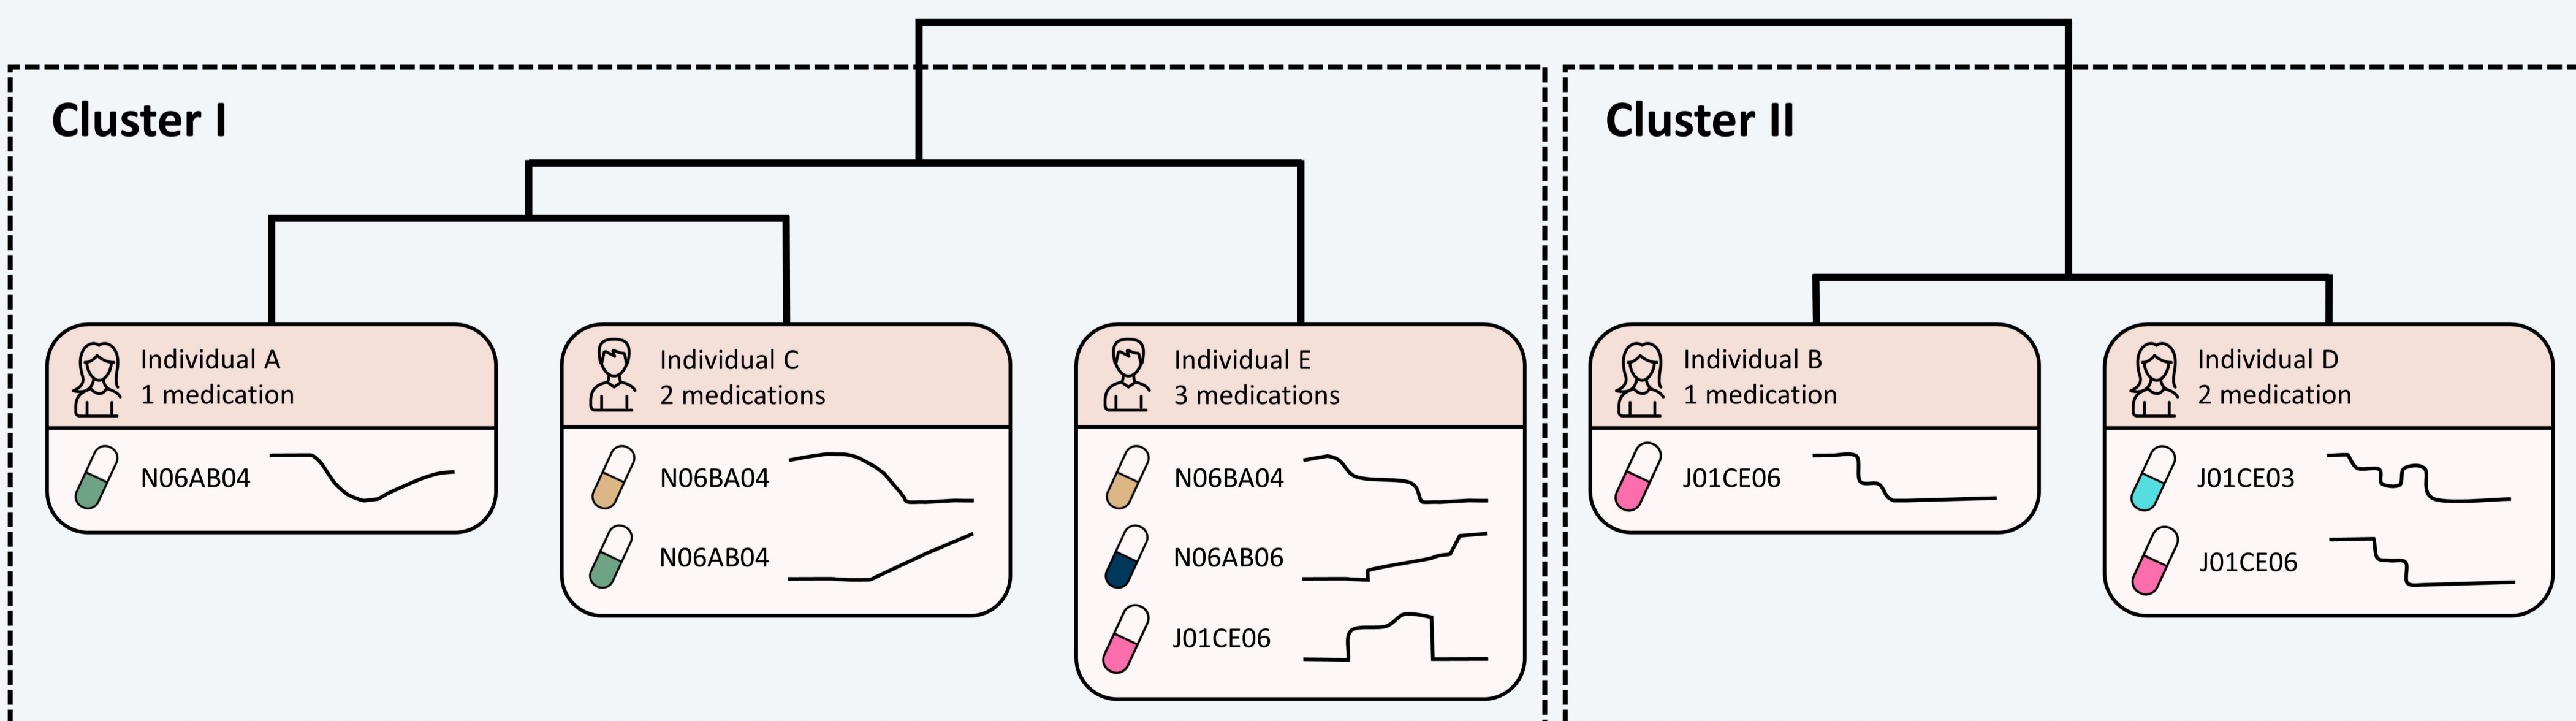 Cluster I
Cluster II
Individual A
1 medication
N06AB04
Individual C
2 medications
N06BA04
N06AB04
Individual E
3 medications
N06BA04
N06AB06
J01CE06
Individual B
1 medication
J01CE06
Individual D
2 medication
J01CE03
J01CE06